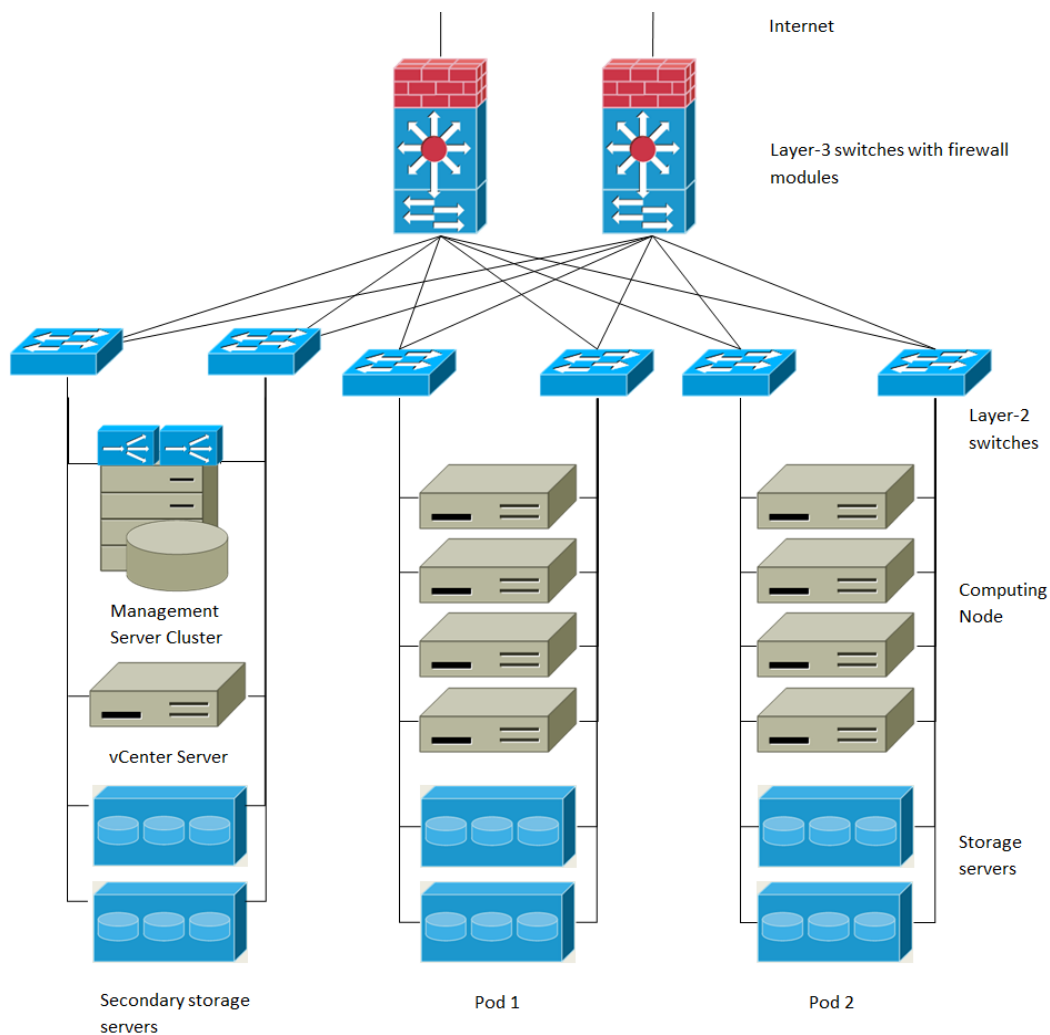 Internet
Layer-3 switches with firewall
modules
Layer-2
switches
Management
Server Cluster
Computing
Node
vCenter Server
Storage
servers
Secondary storage
servers
Pod 1
Pod 2